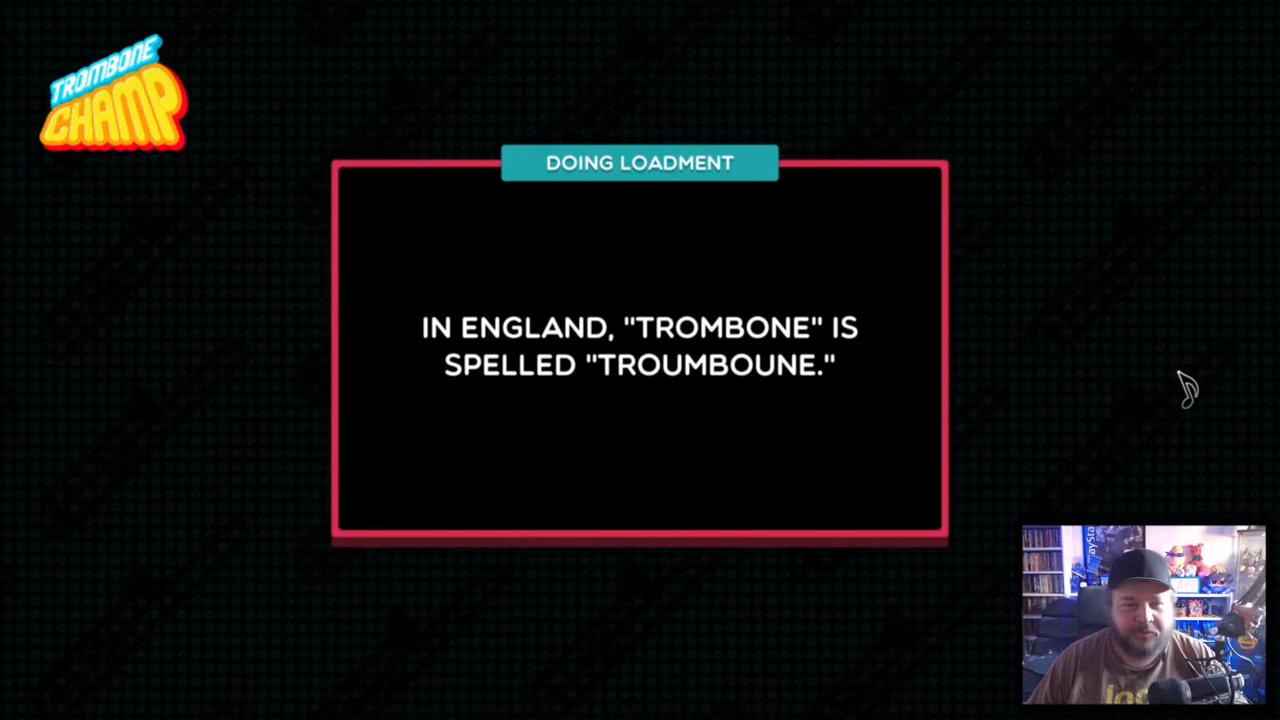 TROMBONE
CHAMP
DOING LOADMENT
IN ENGLAND, "TROMBONE" IS
SPELLED "TROUMBOUNE."